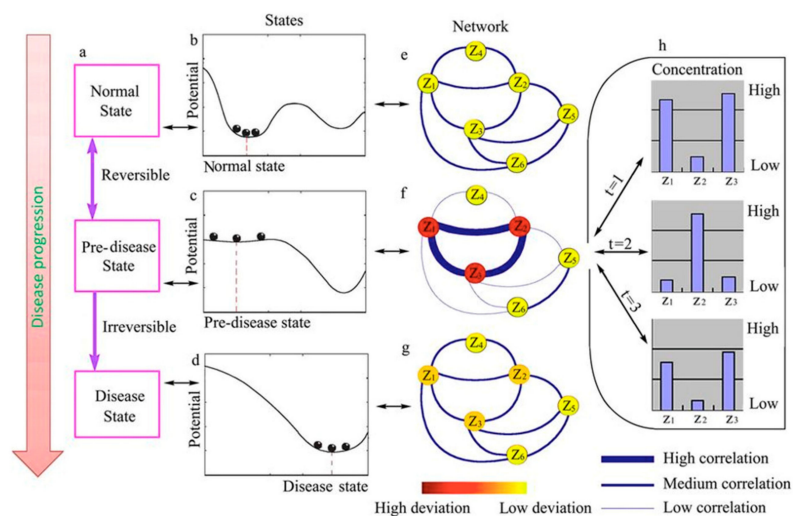 States
Network
a
b
e
h
Normal
State
Potential
Normal state
Z4
Z1
Z2
Z5
Z3
Z6
Concentration
High
Low
Z1 Z2 Z3
Reversible
Disease progression
c
f
Pre-disease
State
Potential
Pre-disease state
Z4
Z1
Z2
Z5
Z3
Z6
t=1
t=2
t=3
High
Low
Z1 Z2 Z3
Irreversible
d
g
Disease
State
Potential
Disease state
Z4
Z1
Z2
Z5
Z3
Z6
High
Low
Z1 Z2 Z3
High deviation
Low deviation
High correlation
Medium correlation
Low correlation